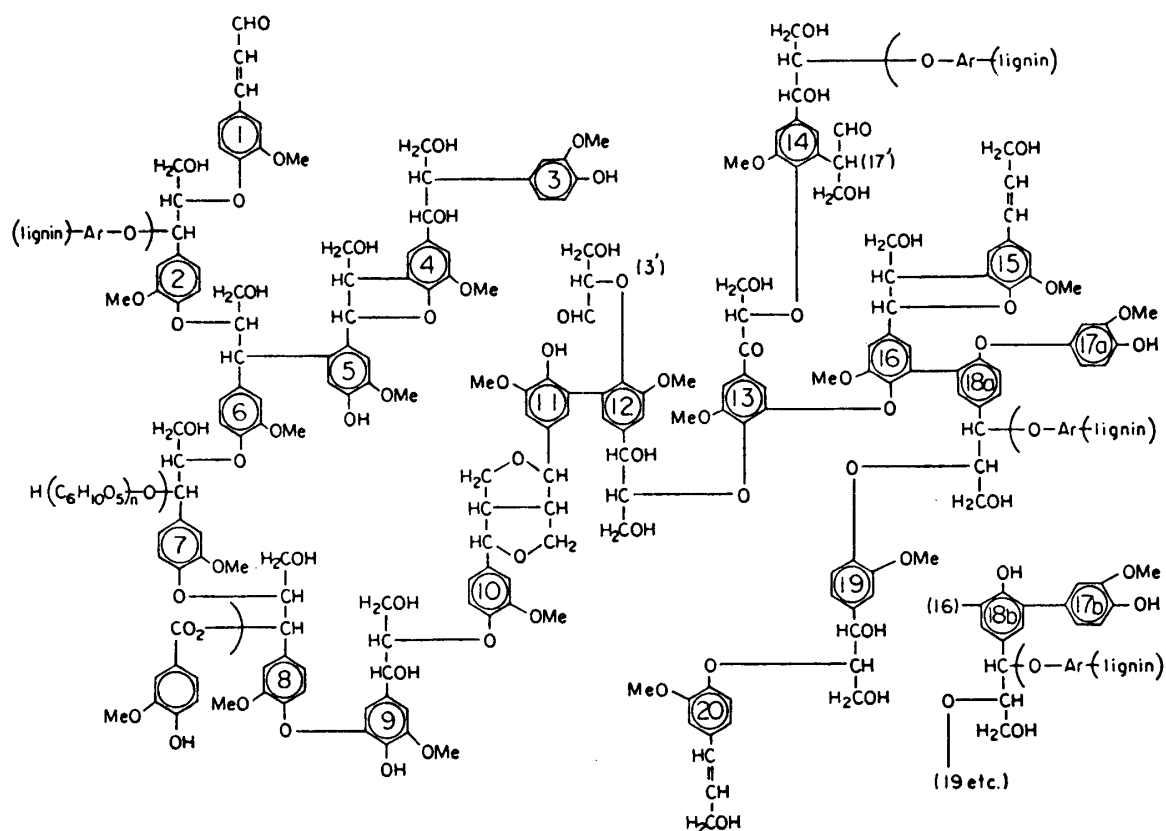 CHO
HC
CH
1
OMe
H₂COH
HC—O
(lignin)—Ar—O—)—CH
2
MeO
O
H₂COH
CH
HC
6
OMe
H₂COH
HC—O
H(C₆H₁₀O₅)n—O—)—CH
7
OMe
O
H₂COH
CH
CO₂
CH
MeO
OH
8
MeO
O
H₂COH
HC
HCOH
9
OMe
OH
H₂COH
HC
HCOH
3
OMe
OH
4
OMe
H₂COH
HC
HC
O
5
OMe
OH
H₂COH
HC—O
(3')
OHC
OH
MeO
11
12
OMe
O
H₂C
CH
HC
CH
HC
O
CH₂
10
OMe
O
HCOH
HC
H₂COH
O
H₂COH
HC
(O—Ar—(lignin)
HCOH
14
MeO
CHO
CH(17')
H₂COH
O
H₂COH
HC—O
CO
13
MeO
O
O
H₂COH
HC
CH
15
OMe
H₂COH
HC
HC
O
16
MeO
O
18a
17a
OMe
OH
CH
(O—Ar—(lignin)
O
CH
H₂COH
19
OMe
HCOH
CH
H₂COH
O
MeO
20
HC
CH
H₂COH
OH
(16)
18b
17b
OMe
OH
CH
(O—Ar—(lignin)
O
CH
H₂COH
(19 etc.)